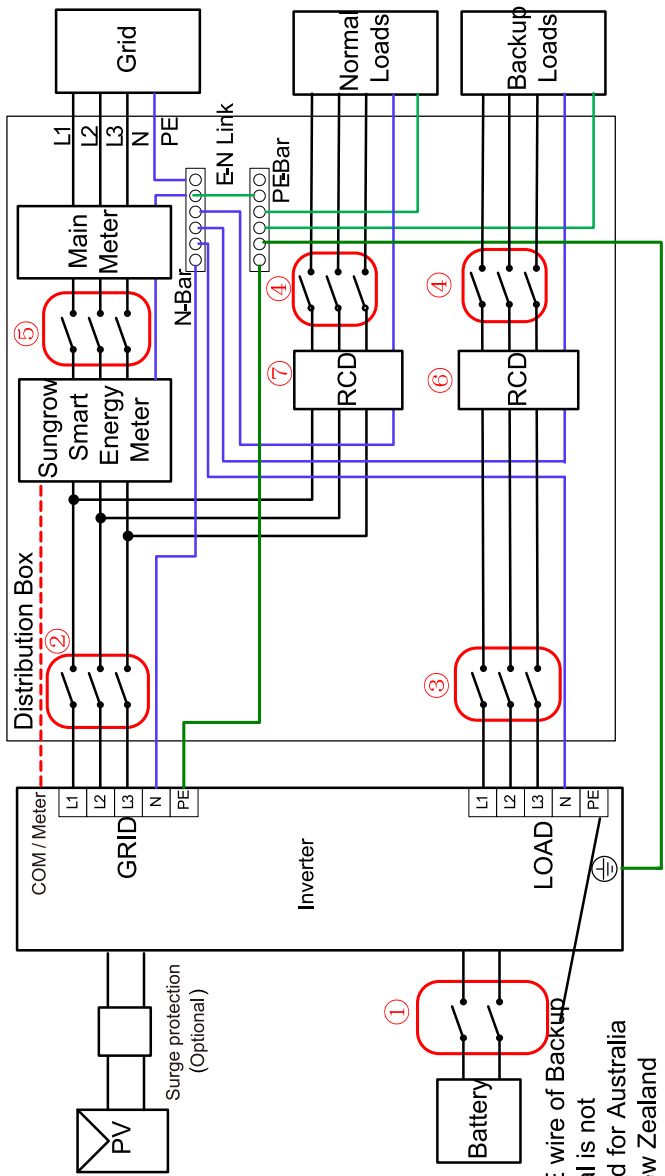 Distribution Box
⑤
COM / Meter
②
L1
L2
L3
N
PE
GRID
Sungrow
Smart
Energy
Meter
Main
Meter
L1
L2
L3
N
PE
Grid
PV
Surge protection
(Optional)
N-Bar
E-N Link
PE-Bar
④
⑦
RCD
Normal
Loads
Inverter
①
③
⑥
④
Battery
L1
L2
L3
N
PE
LOAD
RCD
Backup
Loads
E wire of Backup
al is not
d for Australia
w Zealand